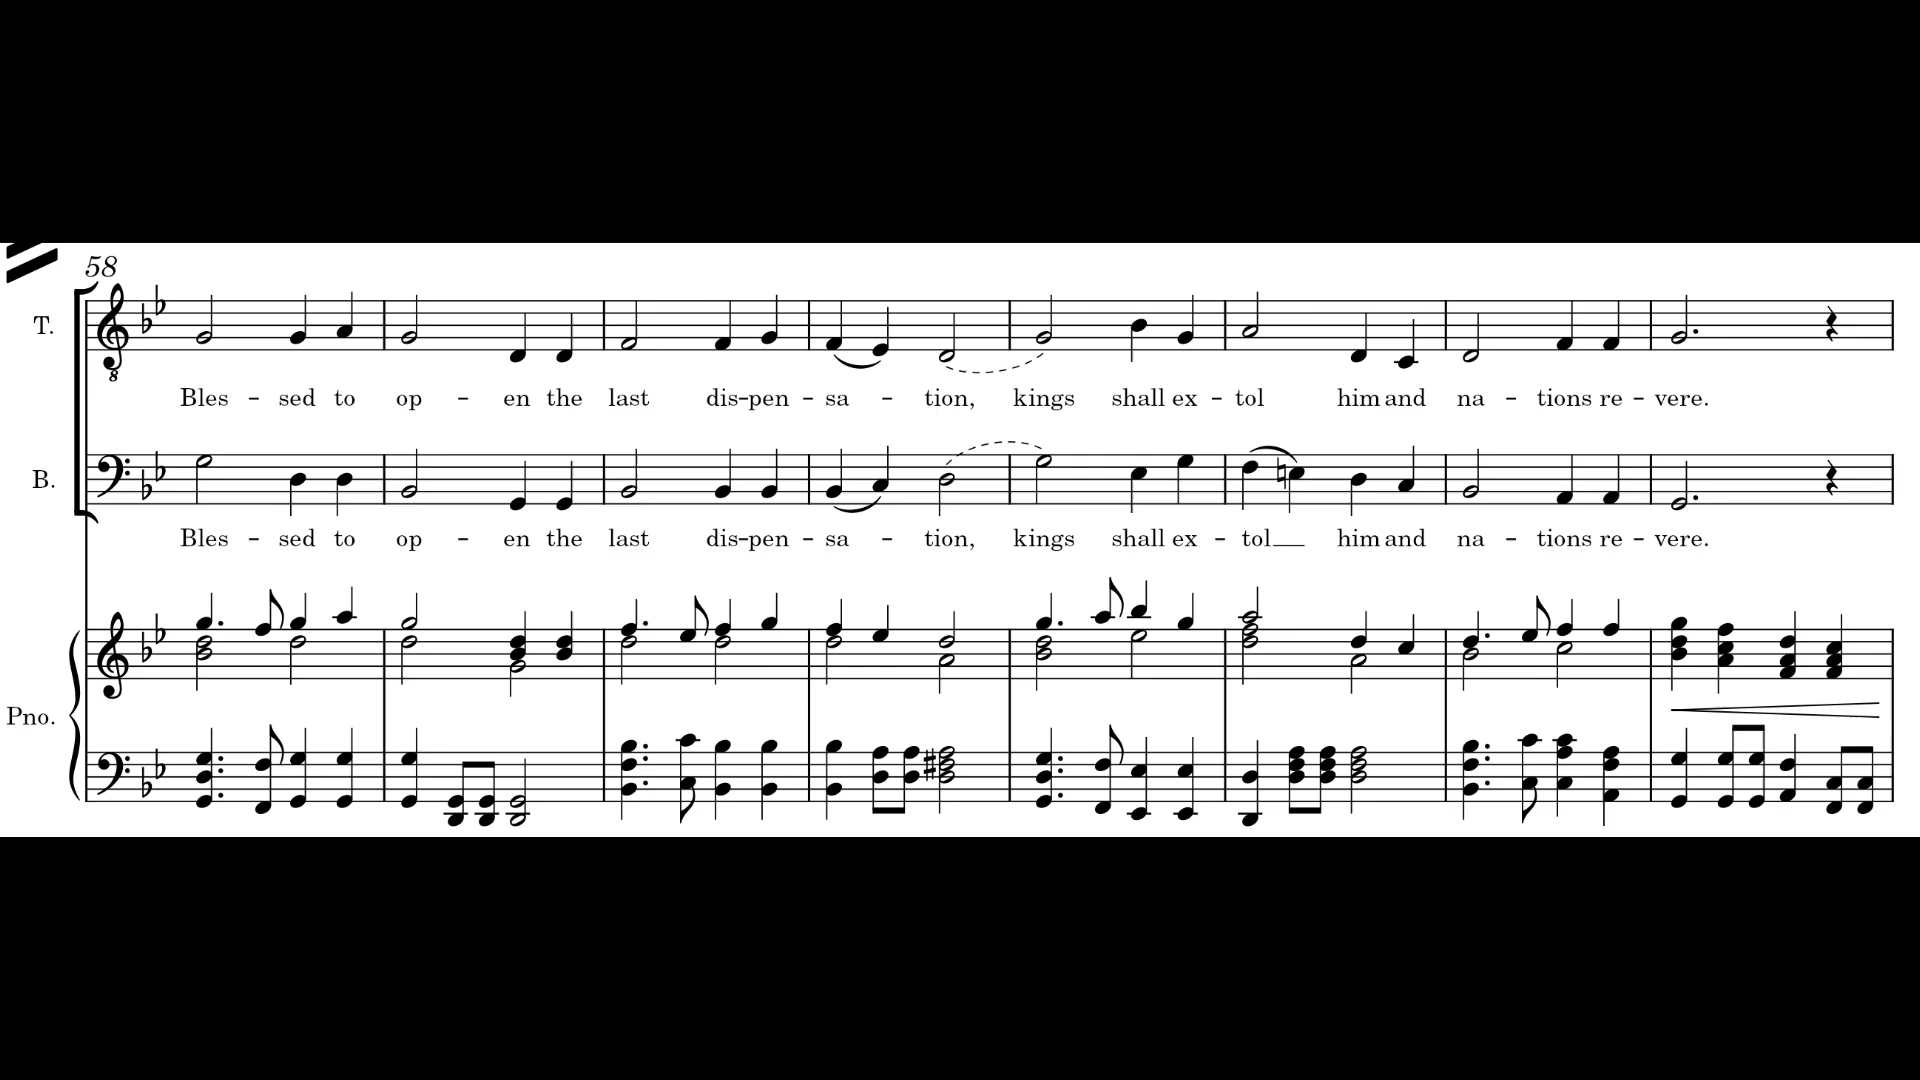 58
T.
Bles - sed to op - en the last dis-pen - sa - tion, kings shall ex - tol him and na - tions re - vere.
B.
Bles - sed to op - en the last dis-pen - sa - tion, kings shall ex - tol__ him and na - tions re - vere.
Pno.